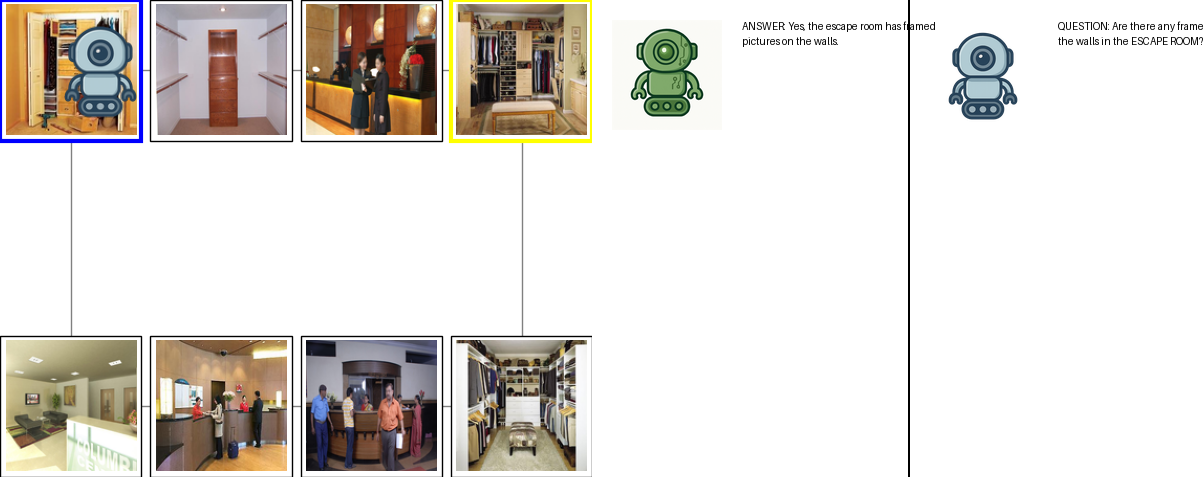 ANSWER: Yes, the escape room has framed
pictures on the walls.
QUESTION: Are there any frame
the walls in the ESCAPE ROOM?